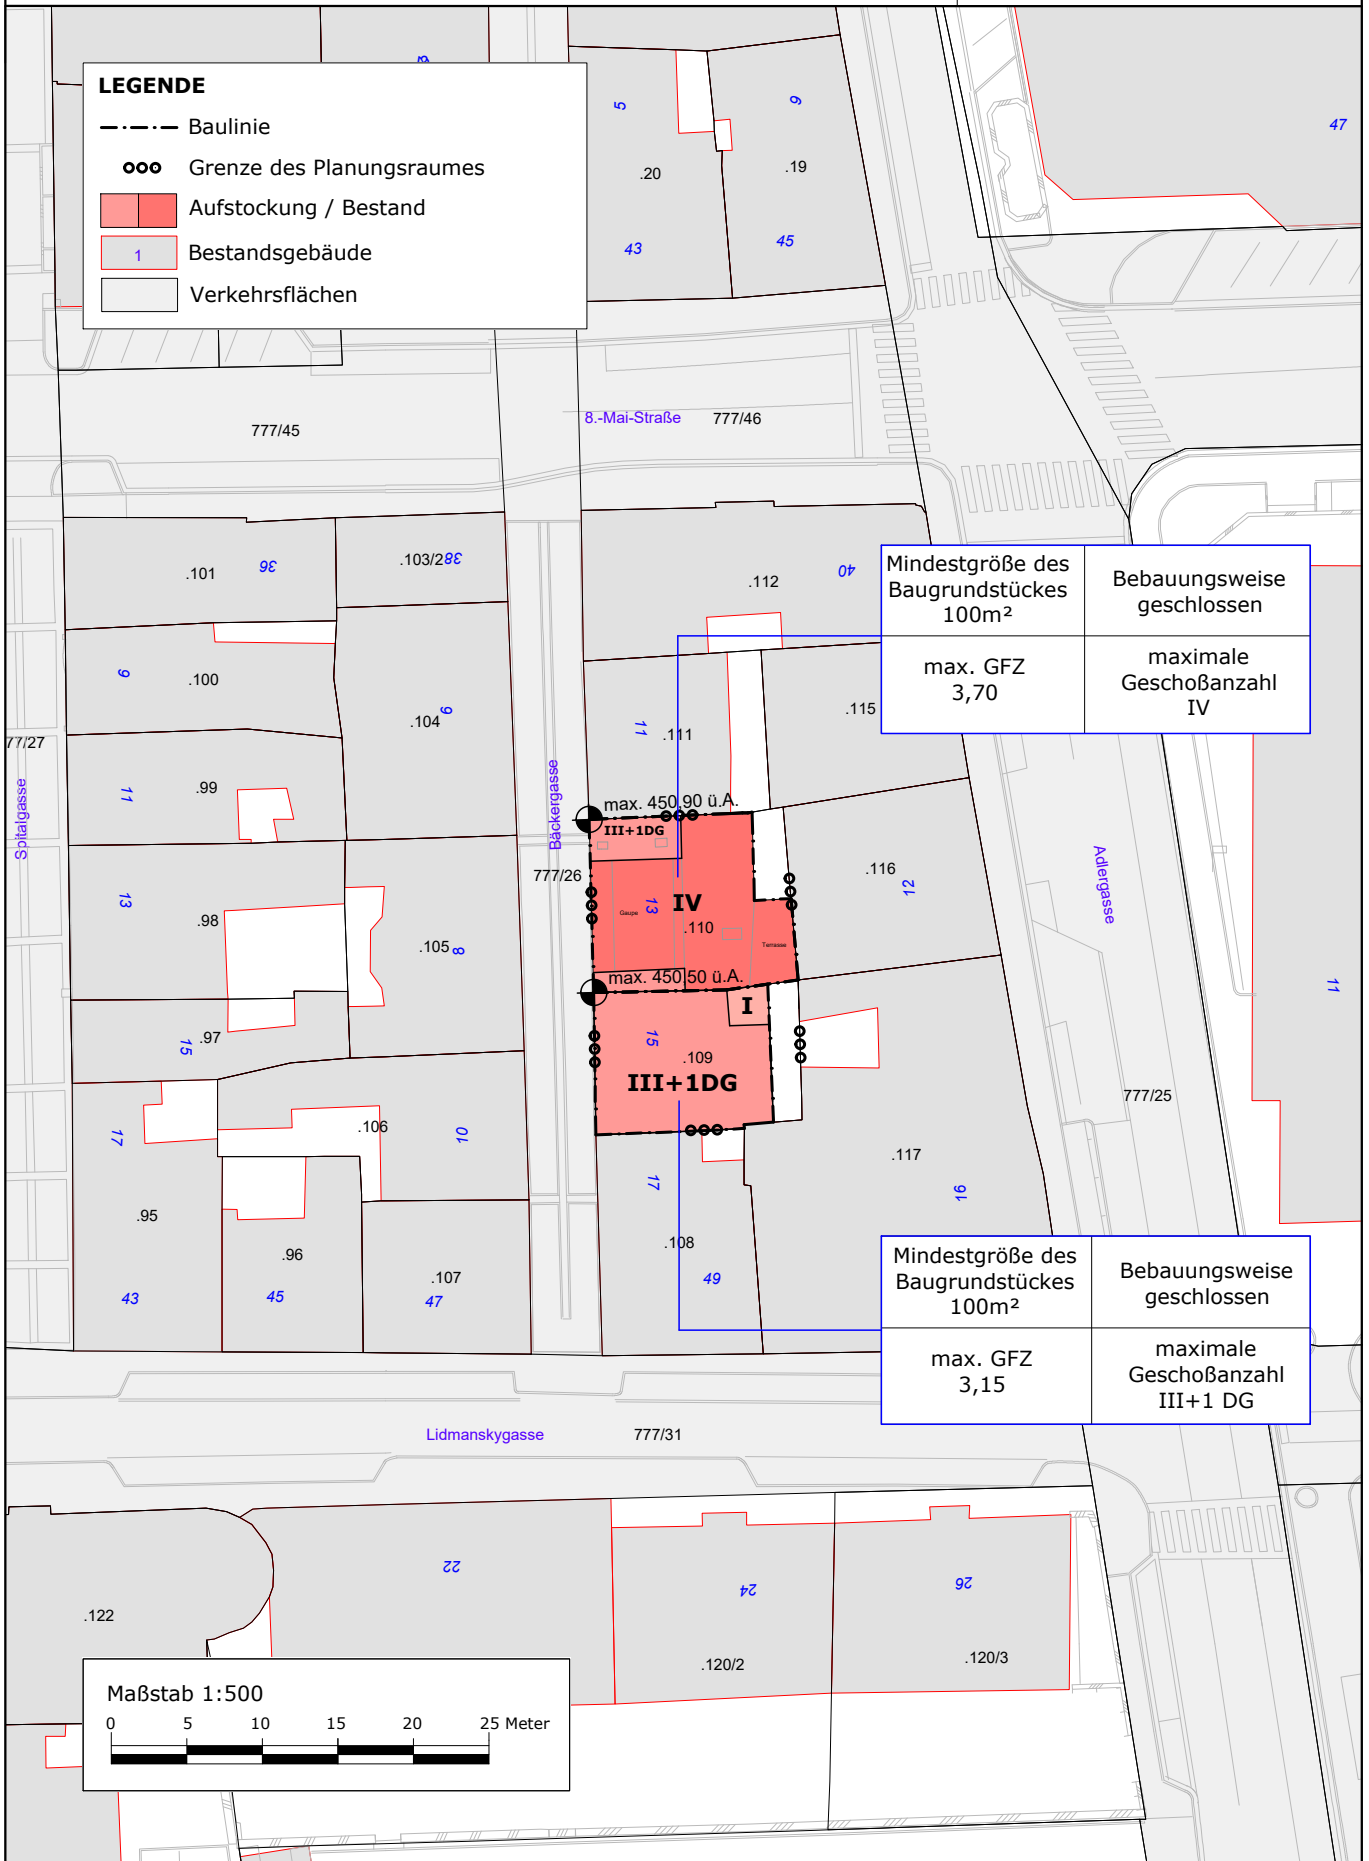 LEGENDE
Baulinie
Grenze des Planungsraumes
Aufstockung / Bestand
1 Bestandsgebäude
Verkehrsflächen
5
9
47
.20
.19
43
45
8.-Mai-Straße
777/45
777/46
.101
36
.103/2
38
.112
40
Mindestgröße des
Baugrundstückes
100m²
Bebauungsweise
geschlossen
max. GFZ
3,70
maximale
Geschoßanzahl
IV
9
.100
.104
9
11
.111
.115
77/27
Spitalgasse
11
.99
Bäckergasse
max. 450,90 ü.A.
III+1DG
777/26
.116
12
Adlergasse
13
.98
.105
8
Gaupe
13
IV
.110
Terrasse
max. 450,50 ü.A.
I
11
15
.97
15
.109
III+1DG
777/25
17
.106
10
.117
16
17
.95
.96
.107
.108
49
43
45
47
Mindestgröße des
Baugrundstückes
100m²
Bebauungsweise
geschlossen
max. GFZ
3,15
maximale
Geschoßanzahl
III+1 DG
Lidmanskygasse
777/31
22
24
26
.122
.120/2
.120/3
Maßstab 1:500
0 5 10 15 20 25 Meter